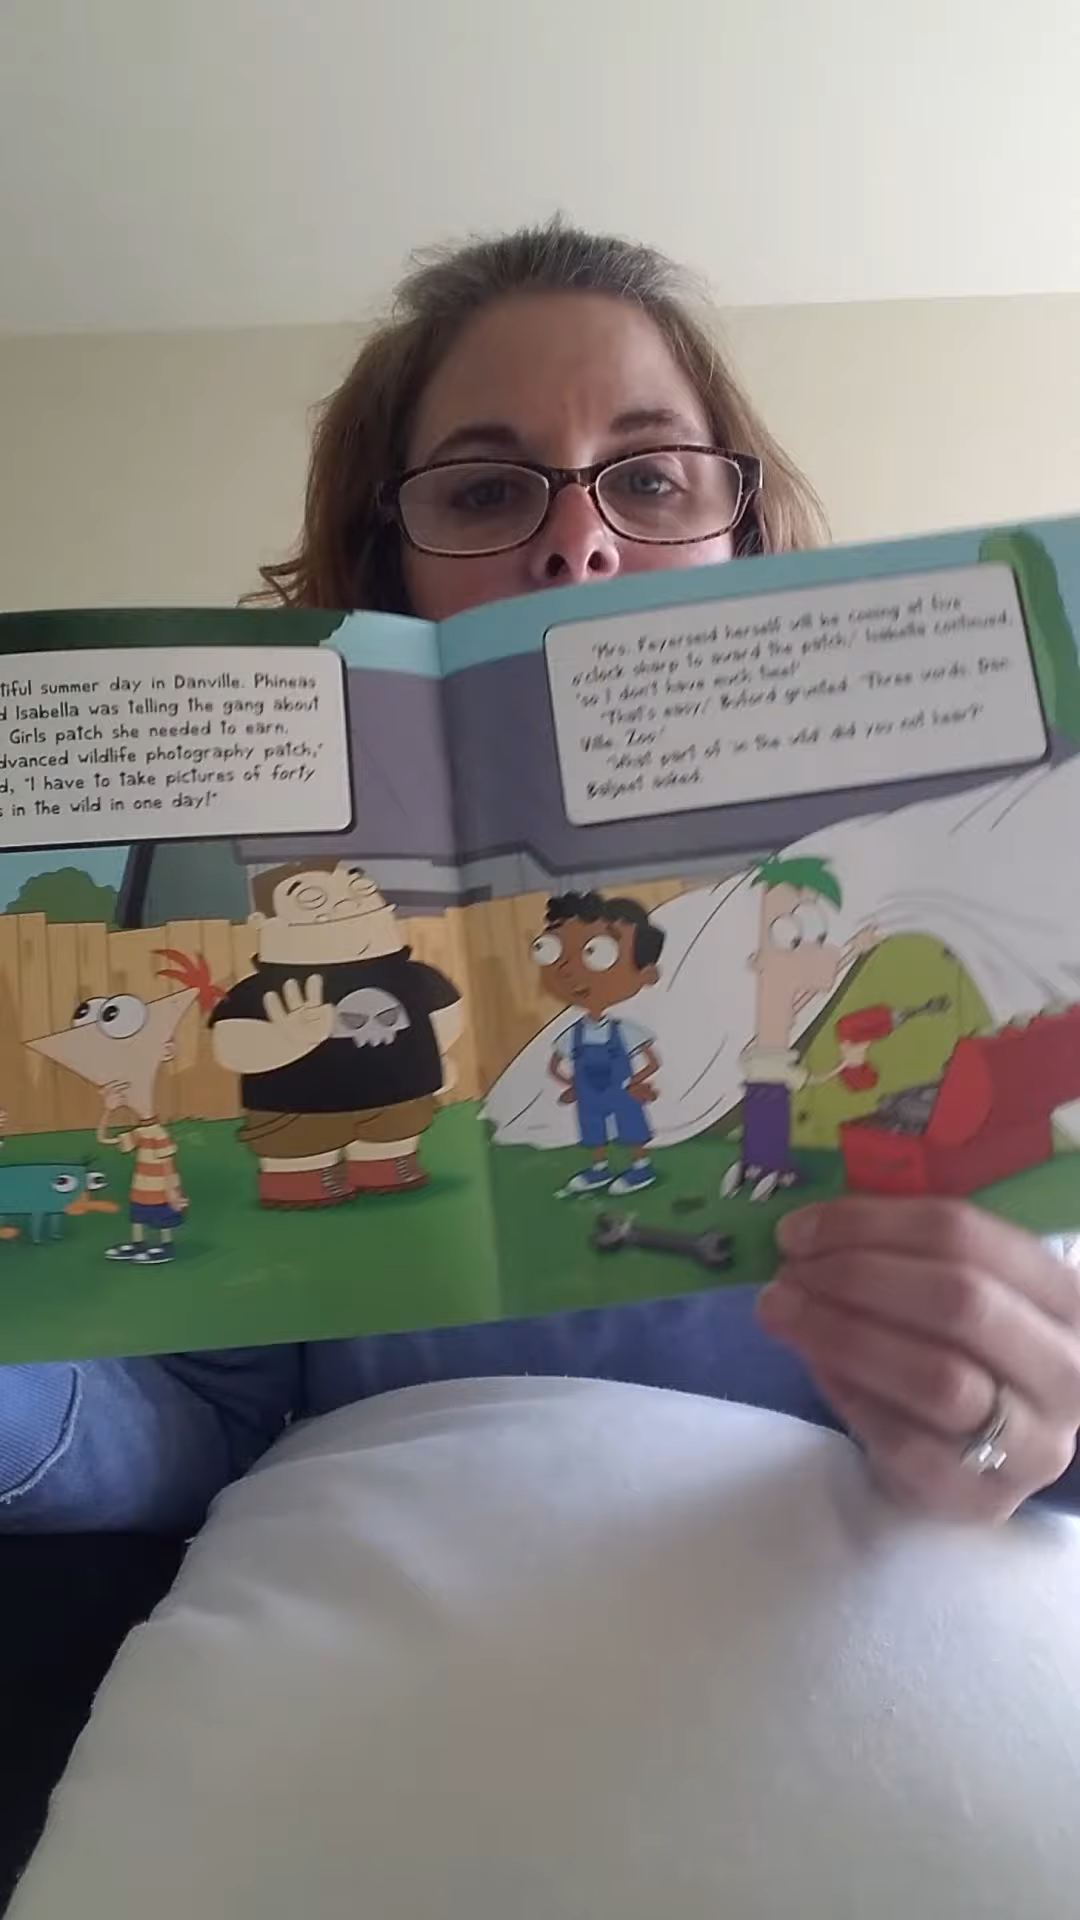 tiful summer day in Danville. Phineas
d Isabella was telling the gang about
Girls patch she needed to earn.
dvanced wildlife photography patch,"
d, "I have to take pictures of forty
s in the wild in one day!"
"Mrs. Feyersied herself will be coming at five
o'clock sharp to award the patch," Isabella continued,
"so I don't have much time!"
"That's easy," Buford grunted. "Three words. Dan.
Ville. Zoo."
"What part of 'in the wild' did you not hear?"
Baljeet asked.